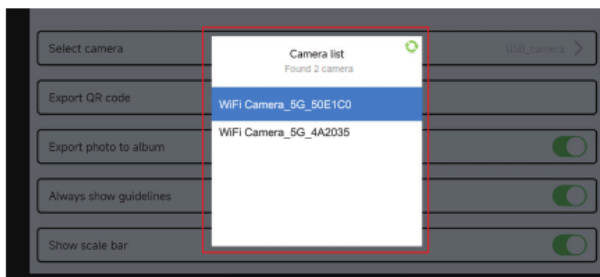 Select camera
USB_camera
Camera list
Found 2 camera
Export QR code
WiFi Camera_5G_50E1C0
WiFi Camera_5G_4A2035
Export photo to album
Always show guidelines
Show scale bar